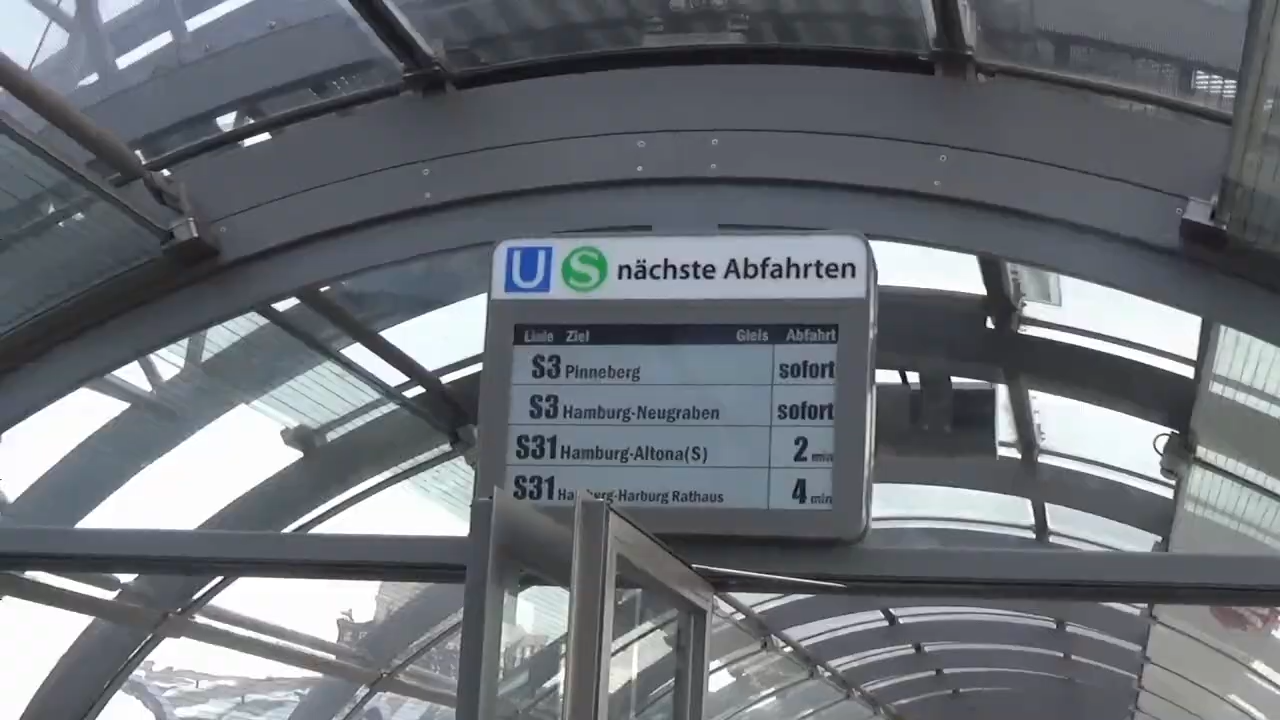 U S nächste Abfahrten
Linie Ziel Gleis Abfahrt
S3 Pinneberg sofort
S3 Hamburg-Neugraben sofort
S31 Hamburg-Altona(S) 2 min
S31 Hamburg-Harburg Rathaus 4 min